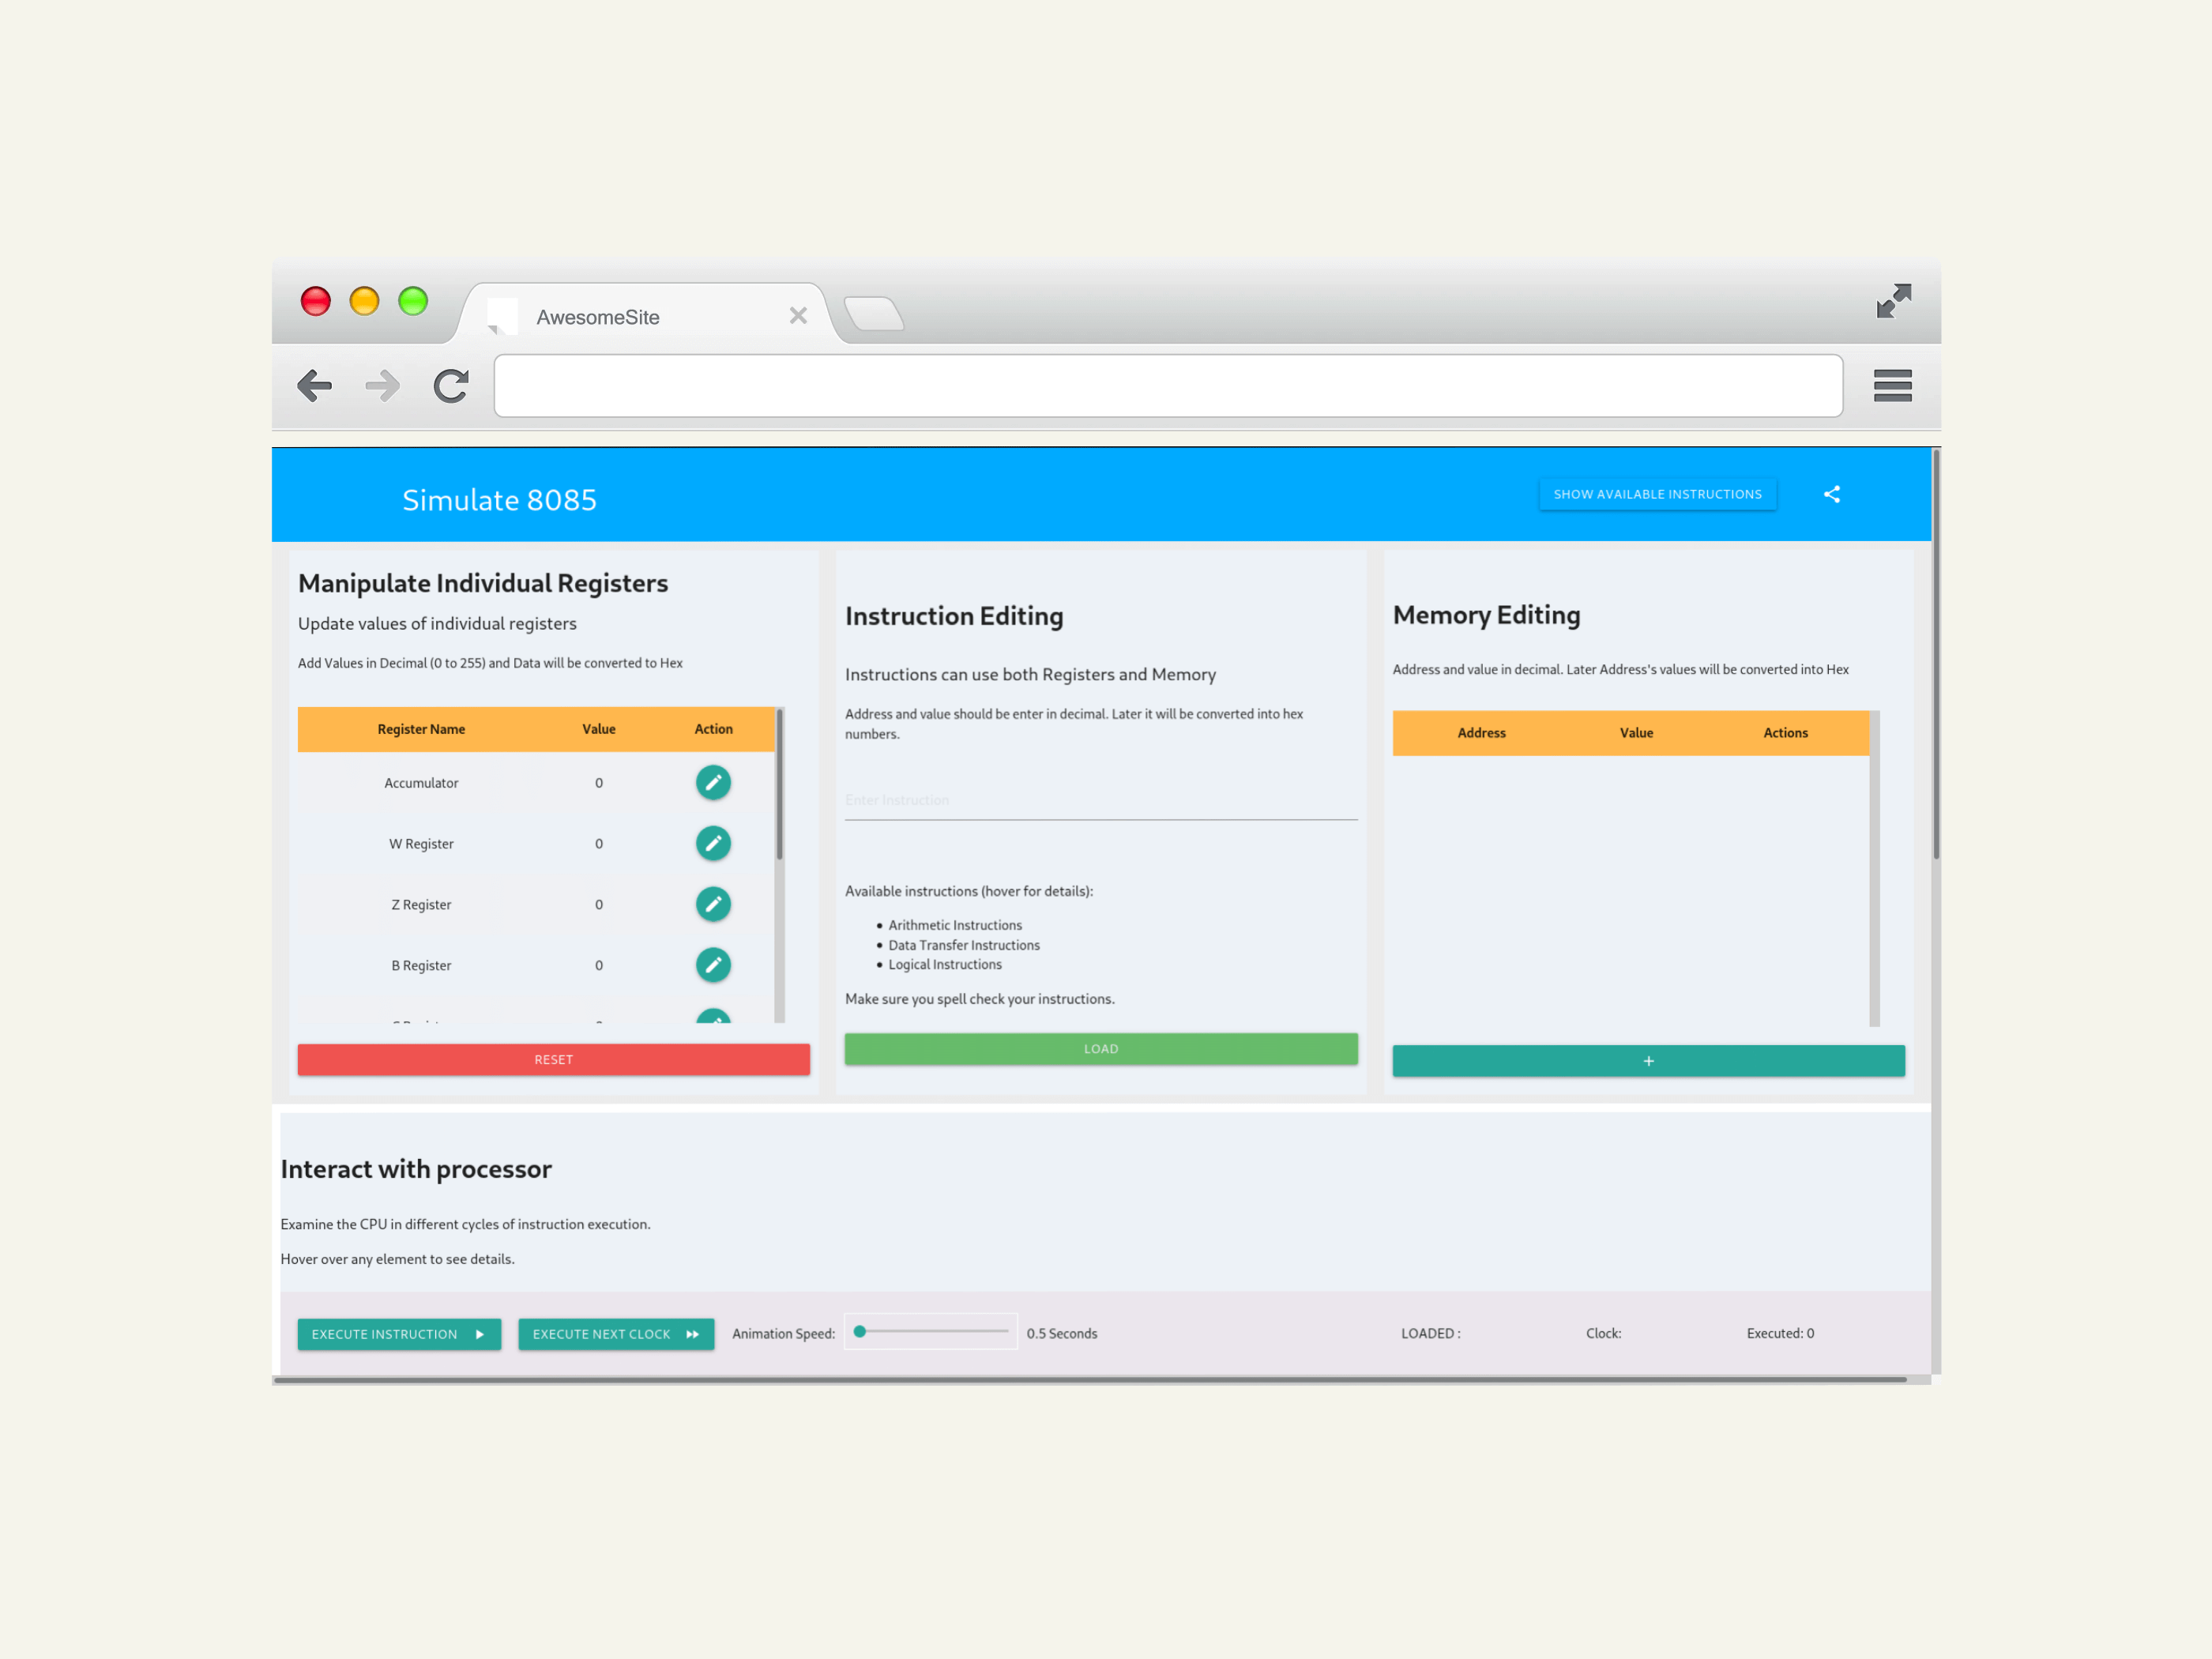 AwesomeSite
Simulate 8085
SHOW AVAILABLE INSTRUCTIONS
Manipulate Individual Registers
Update values of individual registers
Add Values in Decimal (0 to 255) and Data will be converted to Hex
Register Name Value Action
Accumulator 0
W Register 0
Z Register 0
B Register 0
RESET
Instruction Editing
Instructions can use both Registers and Memory
Address and value should be enter in decimal. Later it will be converted into hex
numbers.
Enter Instruction
Available instructions (hover for details):
• Arithmetic Instructions
• Data Transfer Instructions
• Logical Instructions
Make sure you spell check your instructions.
LOAD
Memory Editing
Address and value in decimal. Later Address's values will be converted into Hex
Address Value Actions
+
Interact with processor
Examine the CPU in different cycles of instruction execution.
Hover over any element to see details.
EXECUTE INSTRUCTION EXECUTE NEXT CLOCK Animation Speed: 0.5 Seconds LOADED : Clock: Executed: 0